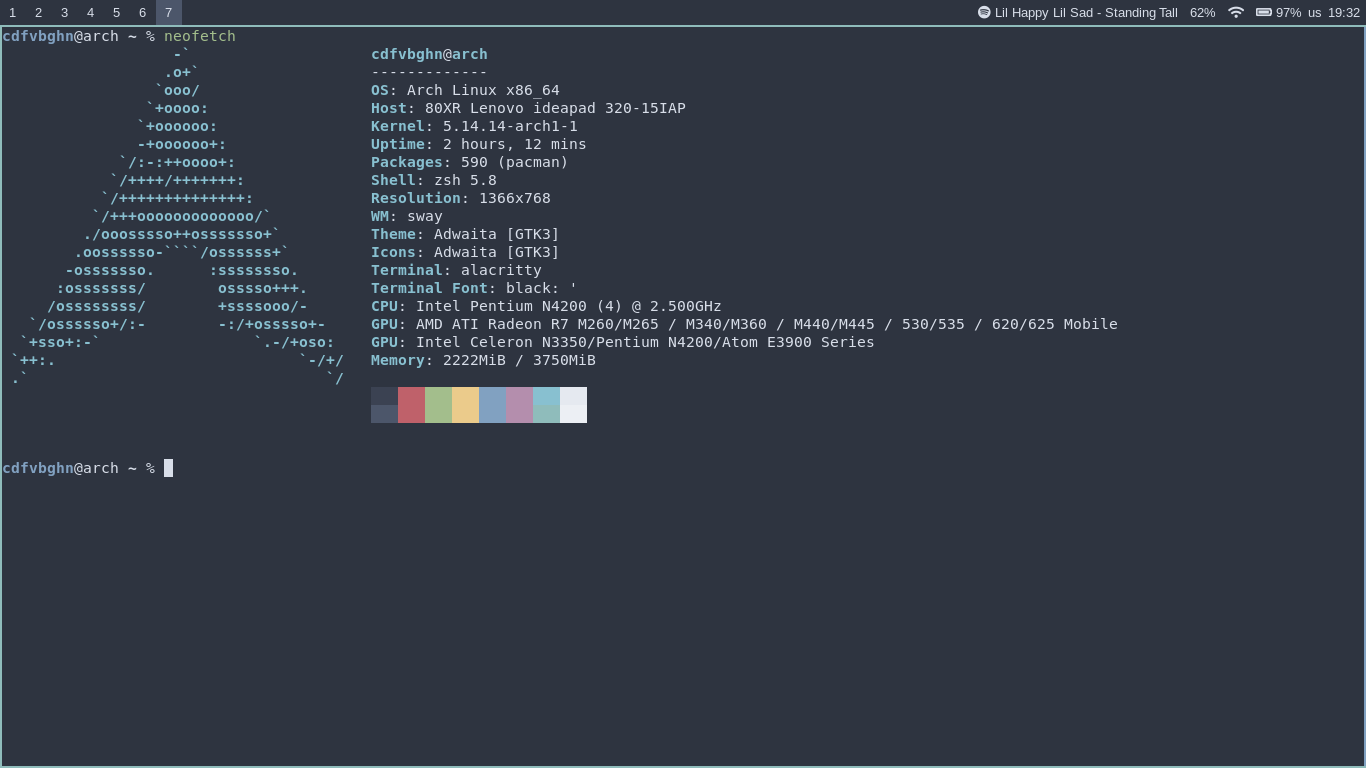 1 2 3 4 5 6 7 Lil Happy Lil Sad - Standing Tall 62% 97% us 19:32
cdfvbghn@arch ~ % neofetch
-` cdfvbghn@arch
.o+` -------------
`ooo/ OS: Arch Linux x86_64
`+oooo: Host: 80XR Lenovo ideapad 320-15IAP
`+oooooo: Kernel: 5.14.14-arch1-1
-+oooooo+: Uptime: 2 hours, 12 mins
`/:-:++oooo+: Packages: 590 (pacman)
`/++++/+++++++: Shell: zsh 5.8
`/++++++++++++++: Resolution: 1366x768
`/+++ooooooooooooo/` WM: sway
./ooosssso++osssssso+` Theme: Adwaita [GTK3]
.oossssso-````/ossssss+` Icons: Adwaita [GTK3]
-osssssso. :ssssssso. Terminal: alacritty
:osssssss/ osssso+++. Terminal Font: black: '
/ossssssss/ +ssssooo/- CPU: Intel Pentium N4200 (4) @ 2.500GHz
`/ossssso+/:- -:/+osssso+- GPU: AMD ATI Radeon R7 M260/M265 / M340/M360 / M440/M445 / 530/535 / 620/625 Mobile
`+sso+:-` `.-/+oso: GPU: Intel Celeron N3350/Pentium N4200/Atom E3900 Series
`++:. `-/+/ Memory: 2222MiB / 3750MiB
.` `/
cdfvbghn@arch ~ %